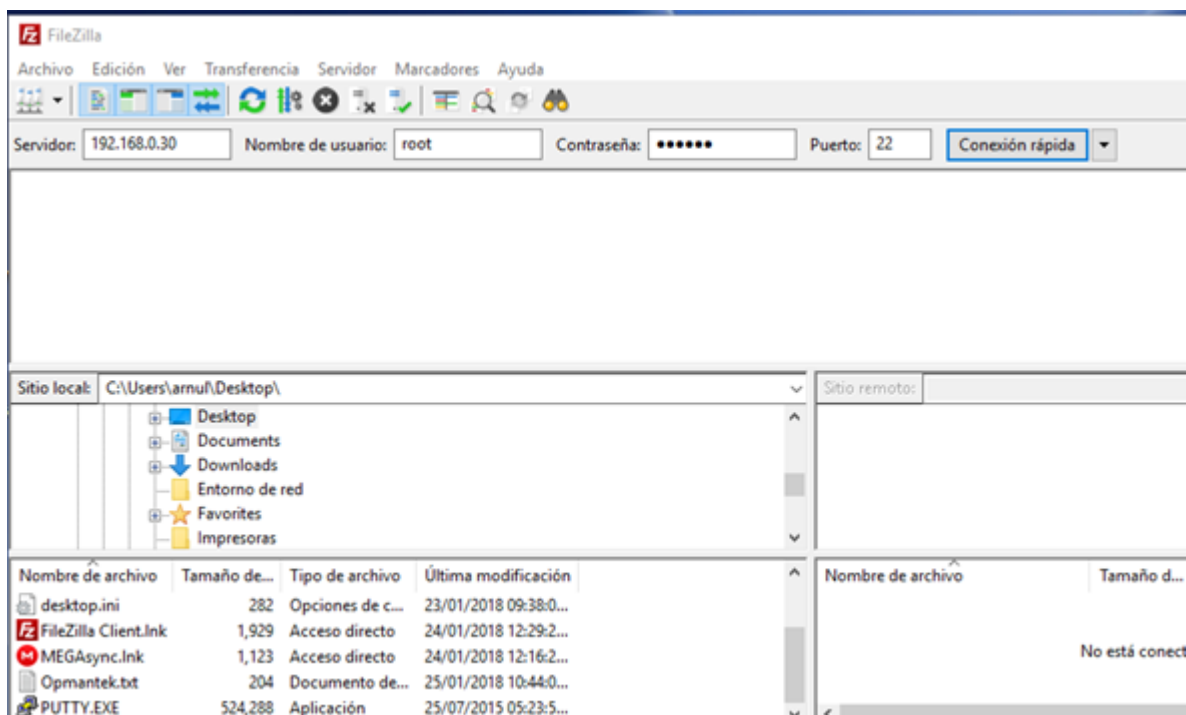 FileZilla
Archivo Edición Ver Transferencia Servidor Marcadores Ayuda
Servidor: 192.168.0.30 Nombre de usuario: root Contraseña: •••••• Puerto: 22 Conexión rápida
Sitio local: C:\Users\arnul\Desktop\ Sitio remoto:
Desktop
Documents
Downloads
Entorno de red
Favorites
Impresoras
Nombre de archivo Tamaño de... Tipo de archivo Última modificación Nombre de archivo Tamaño d...
desktop.ini 282 Opciones de c... 23/01/2018 09:38:0...
FileZilla Client.lnk 1,929 Acceso directo 24/01/2018 12:29:2...
MEGAsync.lnk 1,123 Acceso directo 24/01/2018 12:16:2... No está conect
Opmantek.txt 204 Documento de... 25/01/2018 10:44:0...
PUTTY.EXE 524,288 Aplicación 25/07/2015 05:23:5...